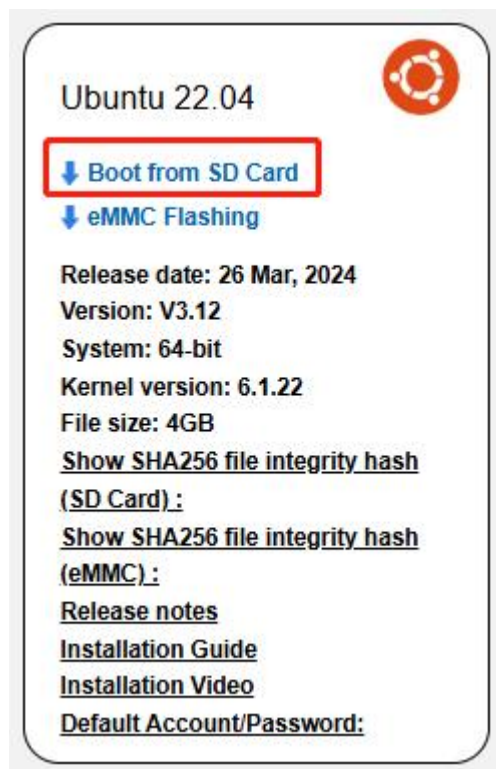 Ubuntu 22.04
Boot from SD Card
eMMC Flashing
Release date: 26 Mar, 2024
Version: V3.12
System: 64-bit
Kernel version: 6.1.22
File size: 4GB
Show SHA256 file integrity hash
(SD Card) :
Show SHA256 file integrity hash
(eMMC) :
Release notes
Installation Guide
Installation Video
Default Account/Password: